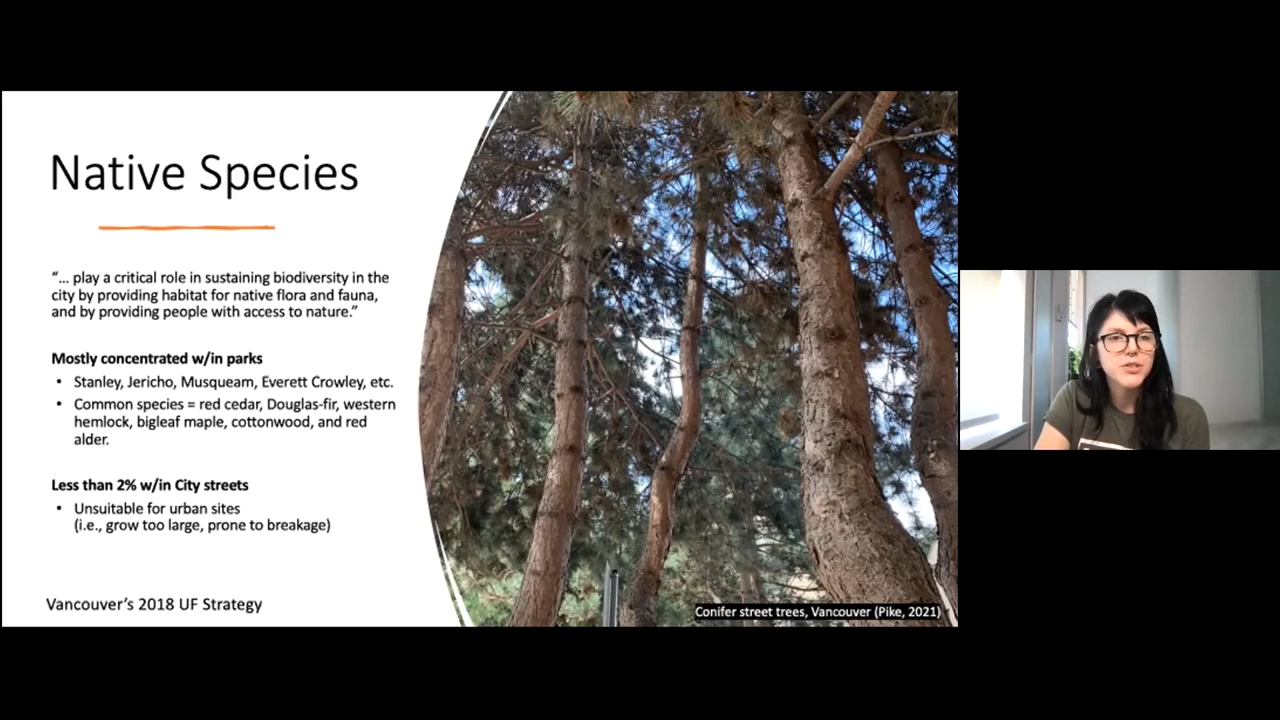 Native Species
“... play a critical role in sustaining biodiversity in the
city by providing habitat for native flora and fauna,
and by providing people with access to nature.”
Mostly concentrated w/in parks
• Stanley, Jericho, Musqueam, Everett Crowley, etc.
• Common species = red cedar, Douglas-fir, western
hemlock, bigleaf maple, cottonwood, and red
alder.
Less than 2% w/in City streets
• Unsuitable for urban sites
(i.e., grow too large, prone to breakage)
Vancouver’s 2018 UF Strategy
Conifer street trees, Vancouver (Pike, 2021)